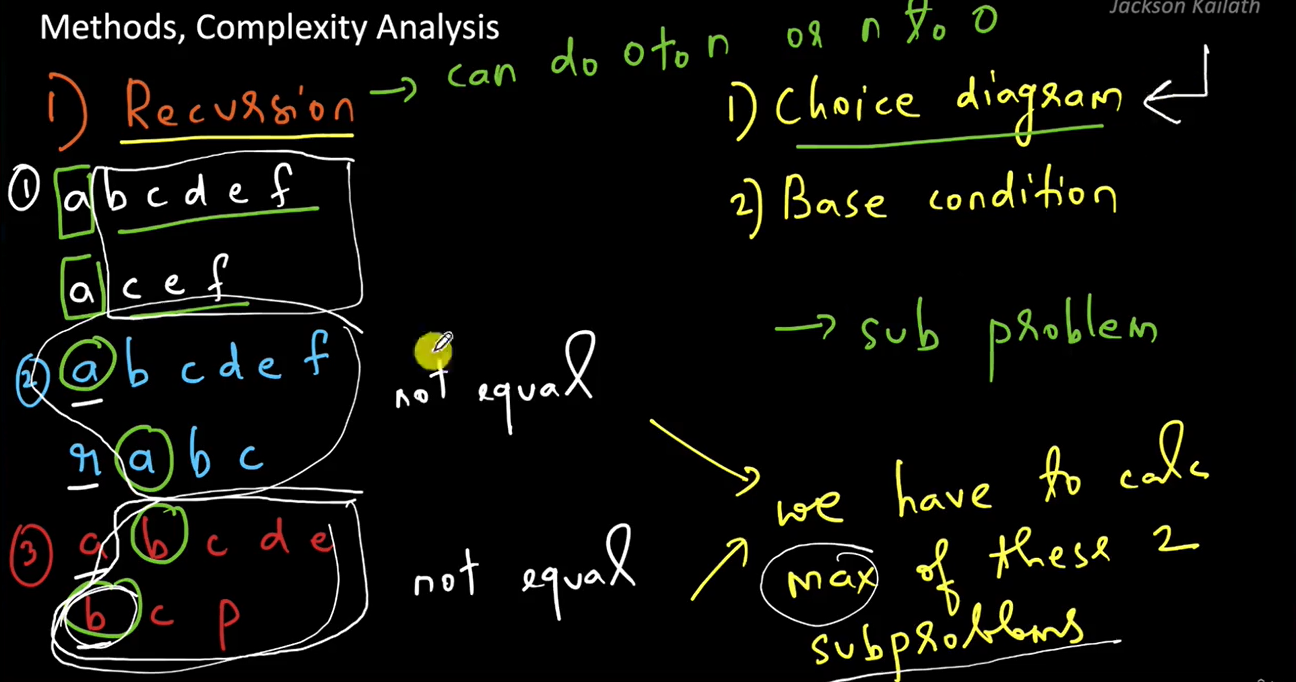 Methods, Complexity Analysis
Jackson Kailath
1) Recursion → can do 0 to n or n to 0
① a b c d e f
a c e f
② a b c d e f
r a b c
not equal
③ a b c d e
b c p
not equal
1) Choice diagram
2) Base condition
→ sub problem
we have to calc
max of these 2
subproblems